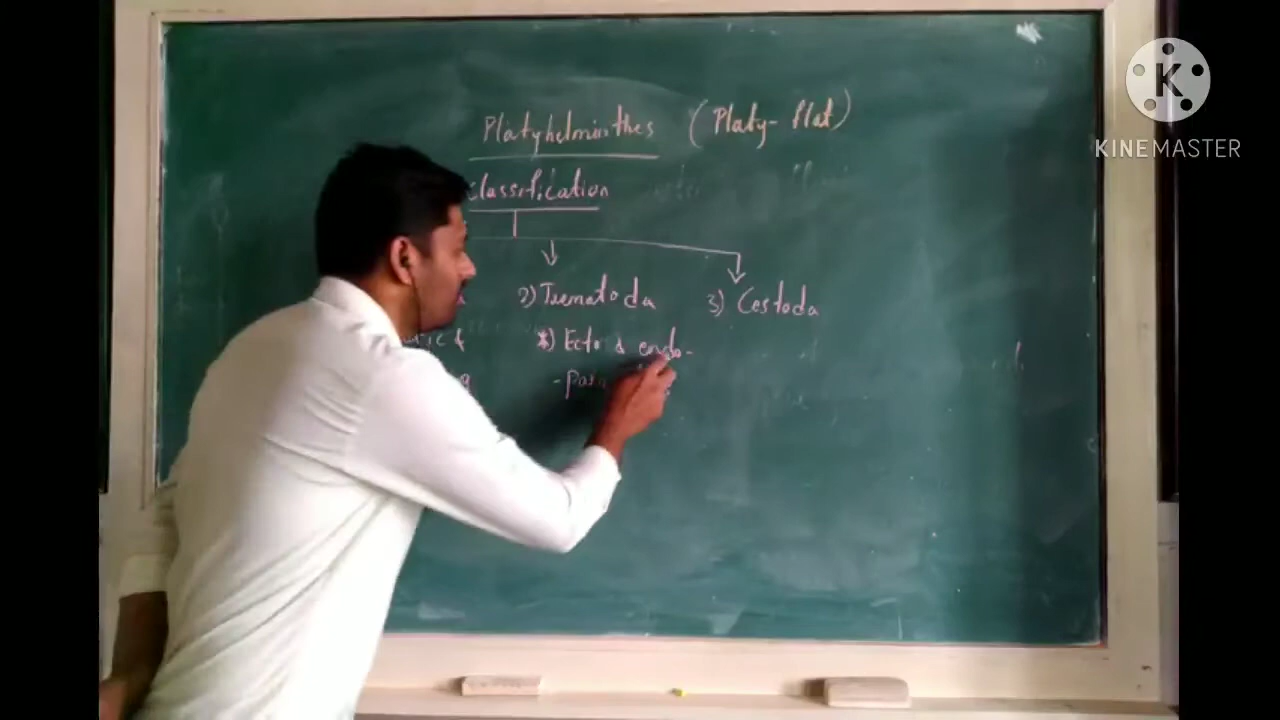 Platyhelminthes (Platy-flat)
classification
2) Trematoda 3) Cestoda
*) Ecto & endo-
KINEMASTER